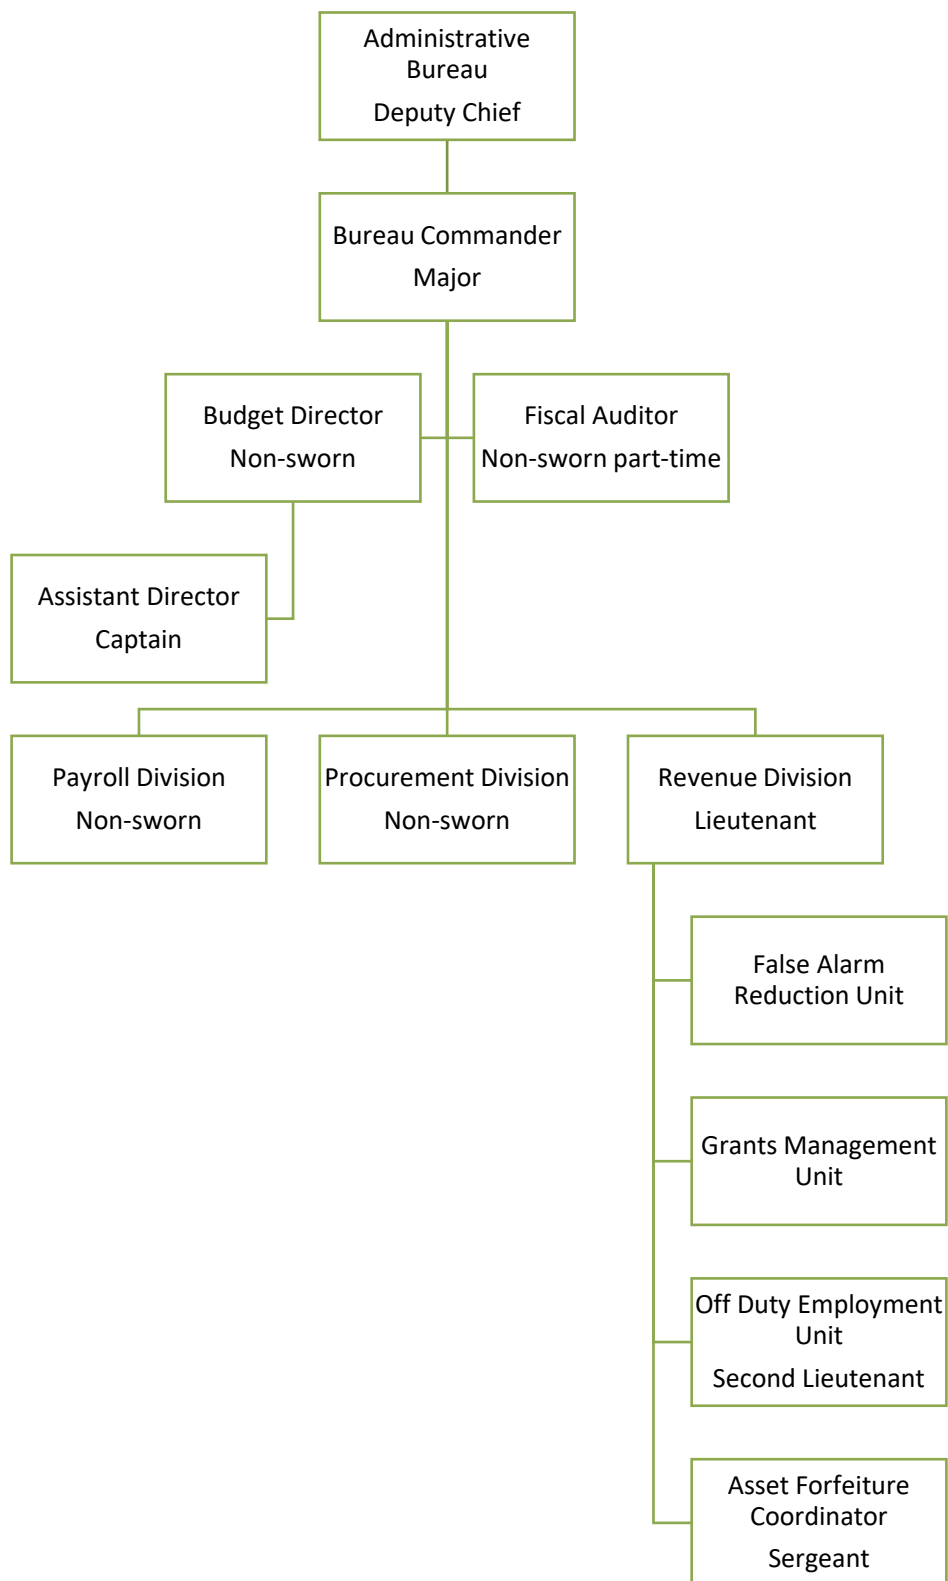 Administrative
Bureau
Deputy Chief
Bureau Commander
Major
Budget Director
Non-sworn
Fiscal Auditor
Non-sworn part-time
Assistant Director
Captain
Payroll Division
Non-sworn
Procurement Division
Non-sworn
Revenue Division
Lieutenant
False Alarm
Reduction Unit
Grants Management
Unit
Off Duty Employment
Unit
Second Lieutenant
Asset Forfeiture
Coordinator
Sergeant